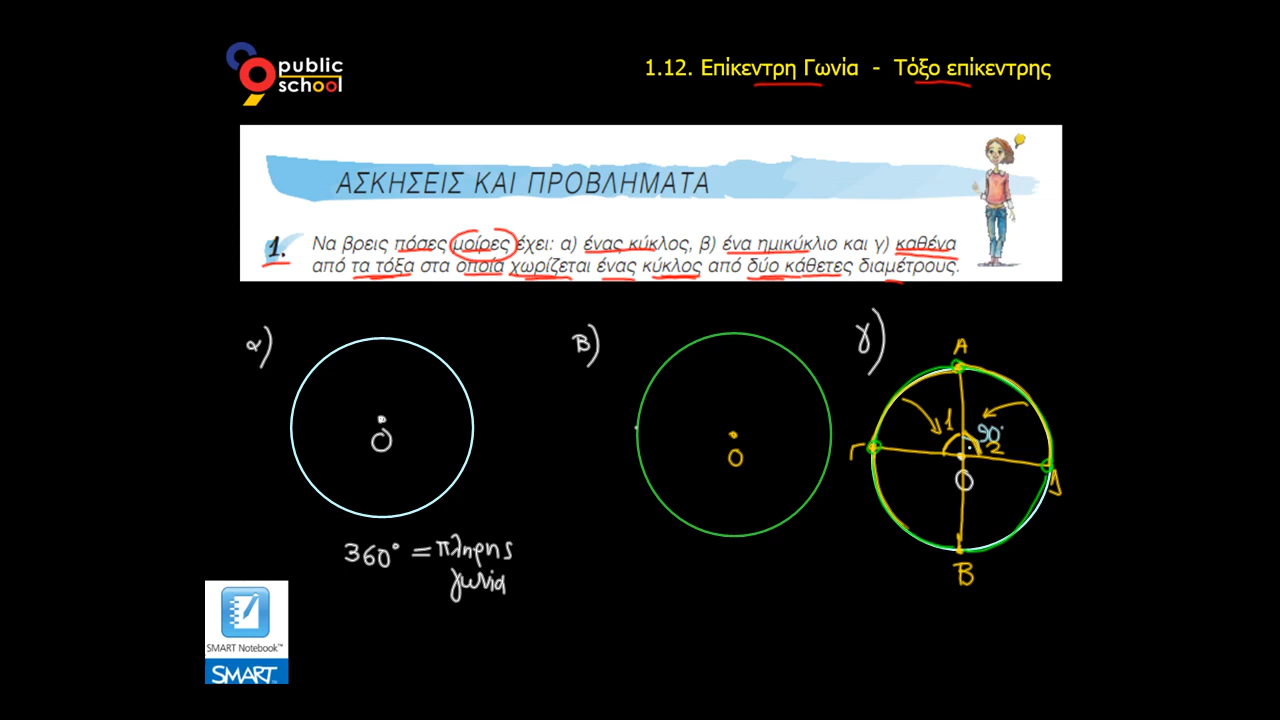 public
school
1.12. Επίκεντρη Γωνία - Τόξο επίκεντρης
ΑΣΚΗΣΕΙΣ ΚΑΙ ΠΡΟΒΛΗΜΑΤΑ
1. Να βρεις πόσες μοίρες έχει: α) ένας κύκλος, β) ένα ημικύκλιο και γ) καθένα
από τα τόξα στα οποία χωρίζεται ένας κύκλος από δύο κάθετες διαμέτρους.
α)
Ο
360° = πληρης
γωνία
Β)
Ο
γ)
Α
1 90°
2
Γ Δ
Ο
Β
SMART Notebook™
SMART